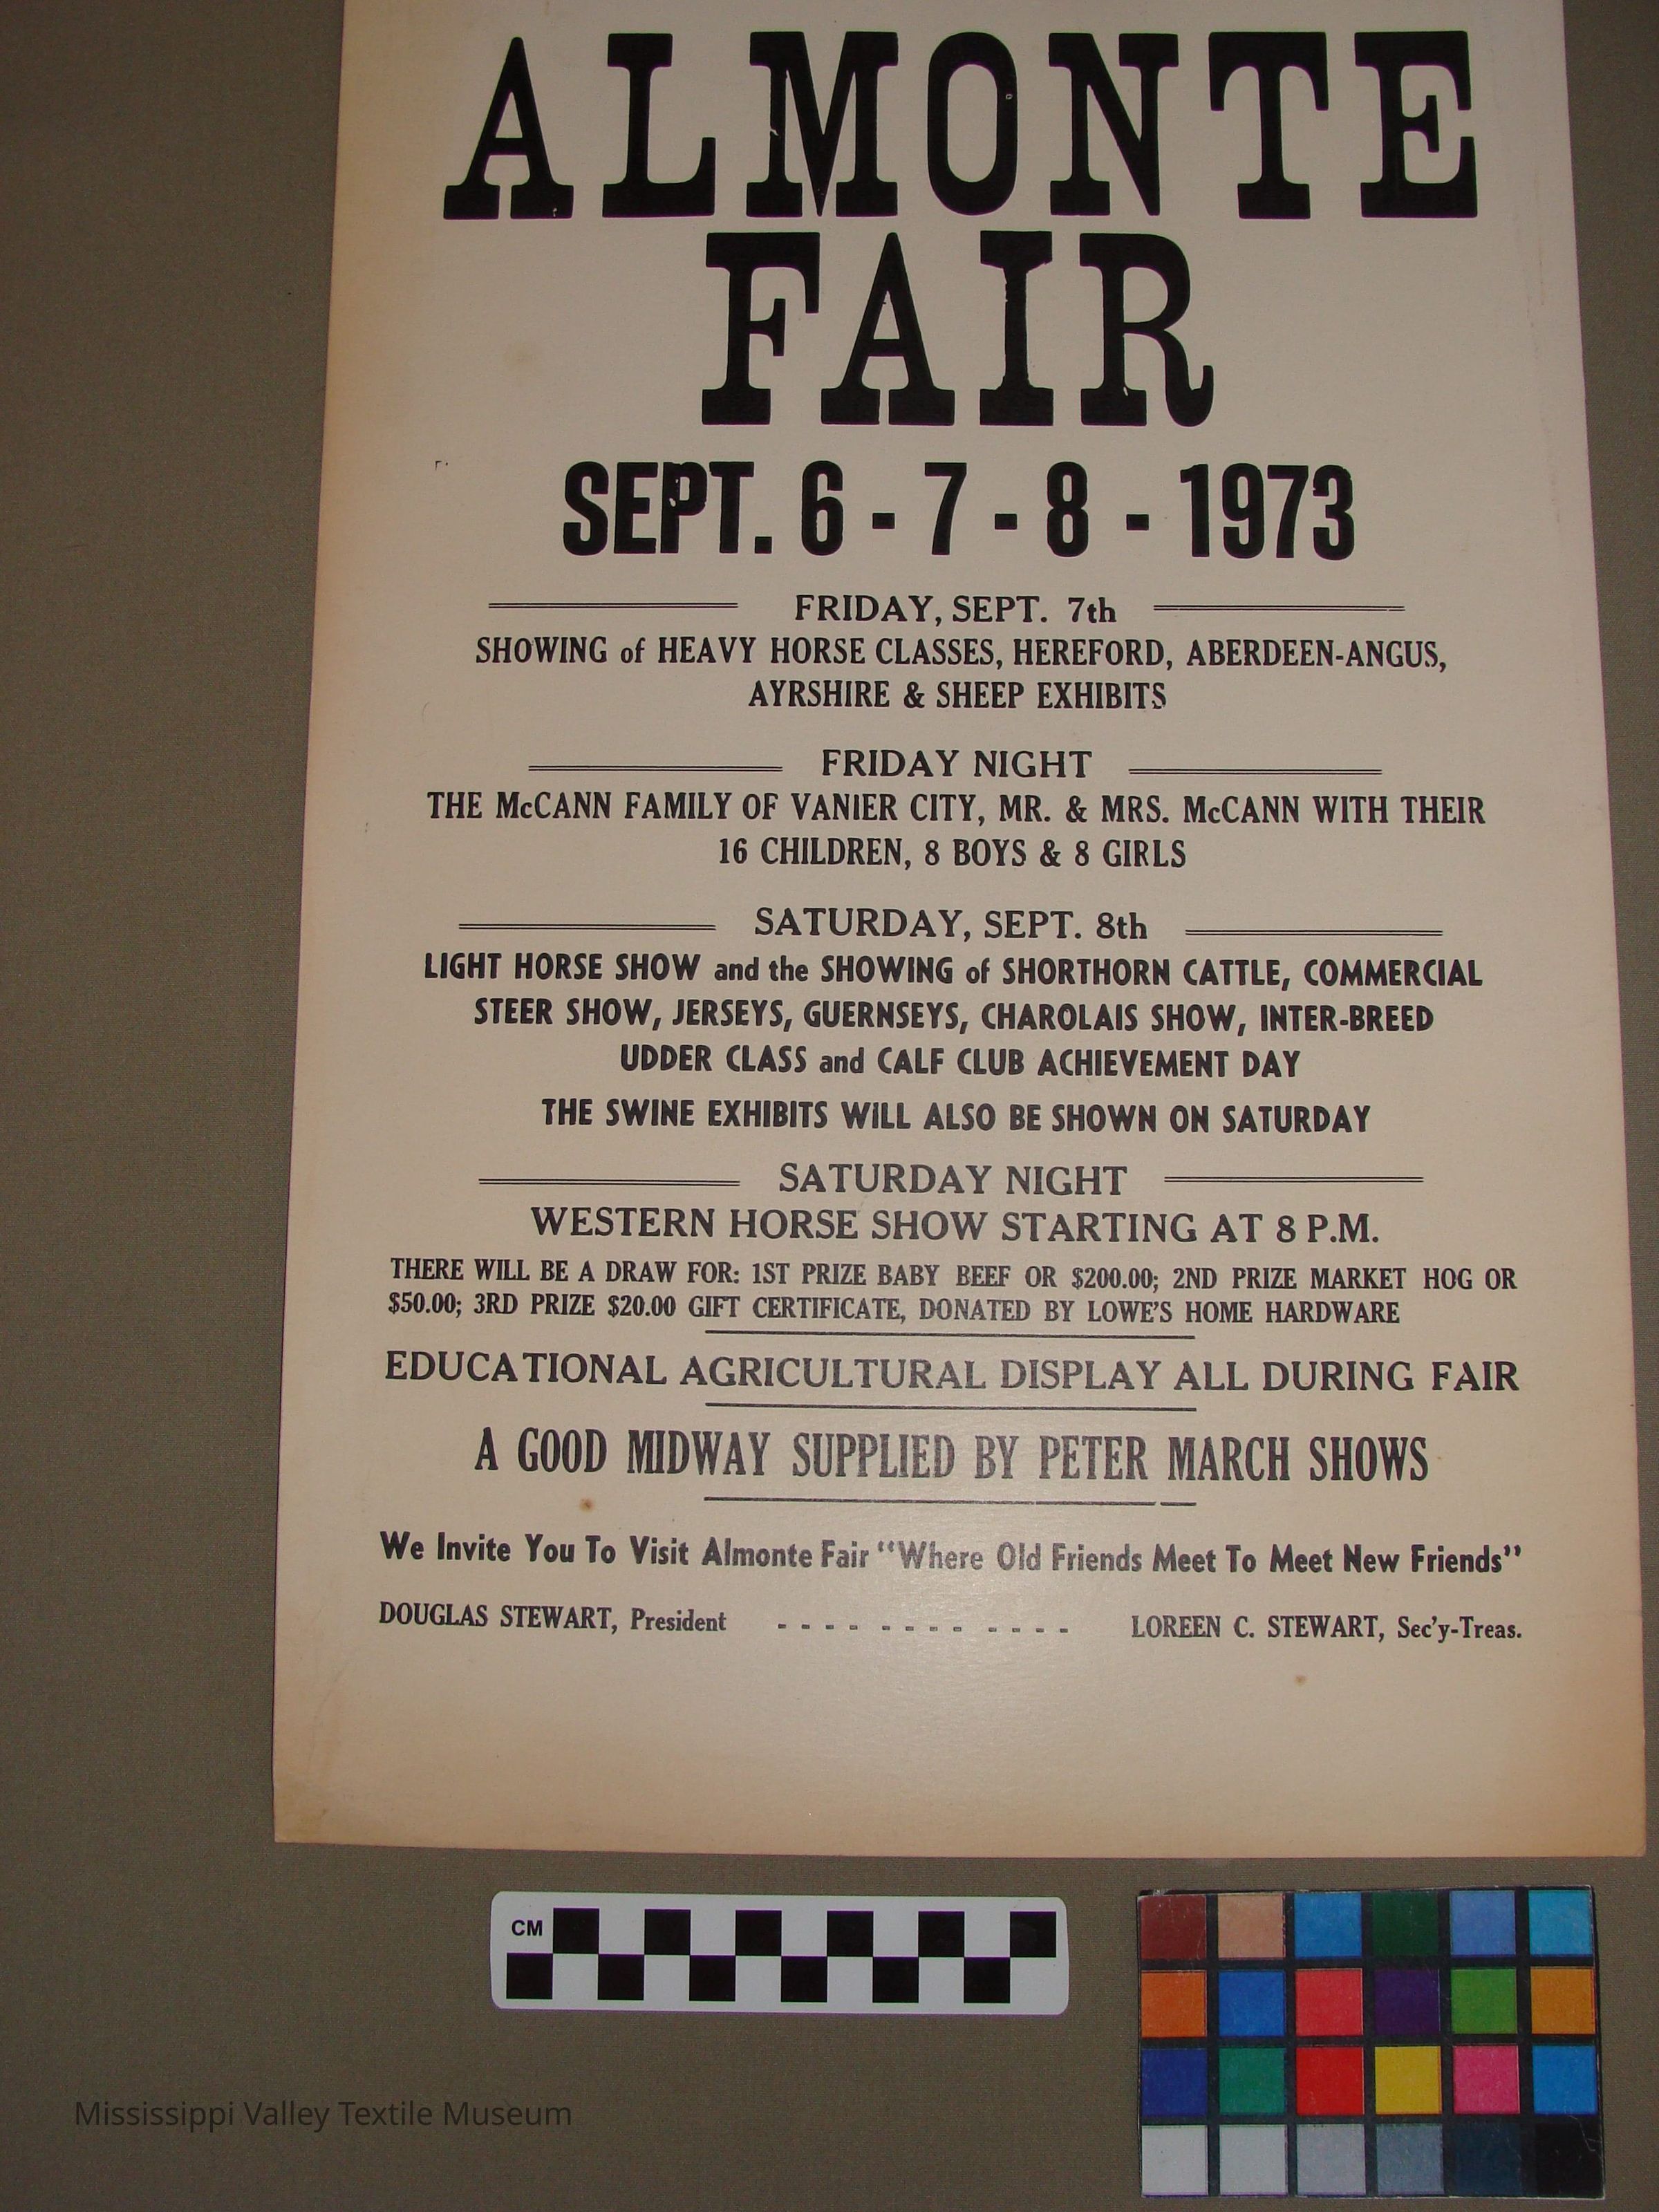 ALMONTE
FAIR
SEPT. 6 - 7 - 8 - 1973
FRIDAY, SEPT. 7th
SHOWING of HEAVY HORSE CLASSES, HEREFORD, ABERDEEN-ANGUS,
AYRSHIRE & SHEEP EXHIBITS
FRIDAY NIGHT
THE McCANN FAMILY OF VANIER CITY, MR. & MRS. McCANN WITH THEIR
16 CHILDREN, 8 BOYS & 8 GIRLS
SATURDAY, SEPT. 8th
LIGHT HORSE SHOW and the SHOWING of SHORTHORN CATTLE, COMMERCIAL
STEER SHOW, JERSEYS, GUERNSEYS, CHAROLAIS SHOW, INTER-BREED
UDDER CLASS and CALF CLUB ACHIEVEMENT DAY
THE SWINE EXHIBITS WILL ALSO BE SHOWN ON SATURDAY
SATURDAY NIGHT
WESTERN HORSE SHOW STARTING AT 8 P.M.
THERE WILL BE A DRAW FOR: 1ST PRIZE BABY BEEF OR $200.00; 2ND PRIZE MARKET HOG OR
$50.00; 3RD PRIZE $20.00 GIFT CERTIFICATE, DONATED BY LOWE'S HOME HARDWARE
EDUCATIONAL AGRICULTURAL DISPLAY ALL DURING FAIR
A GOOD MIDWAY SUPPLIED BY PETER MARCH SHOWS
We Invite You To Visit Almonte Fair "Where Old Friends Meet To Meet New Friends"
DOUGLAS STEWART, President - - - - - - - - - - - - LOREEN C. STEWART, Sec'y-Treas.
CM
Mississippi Valley Textile Museum